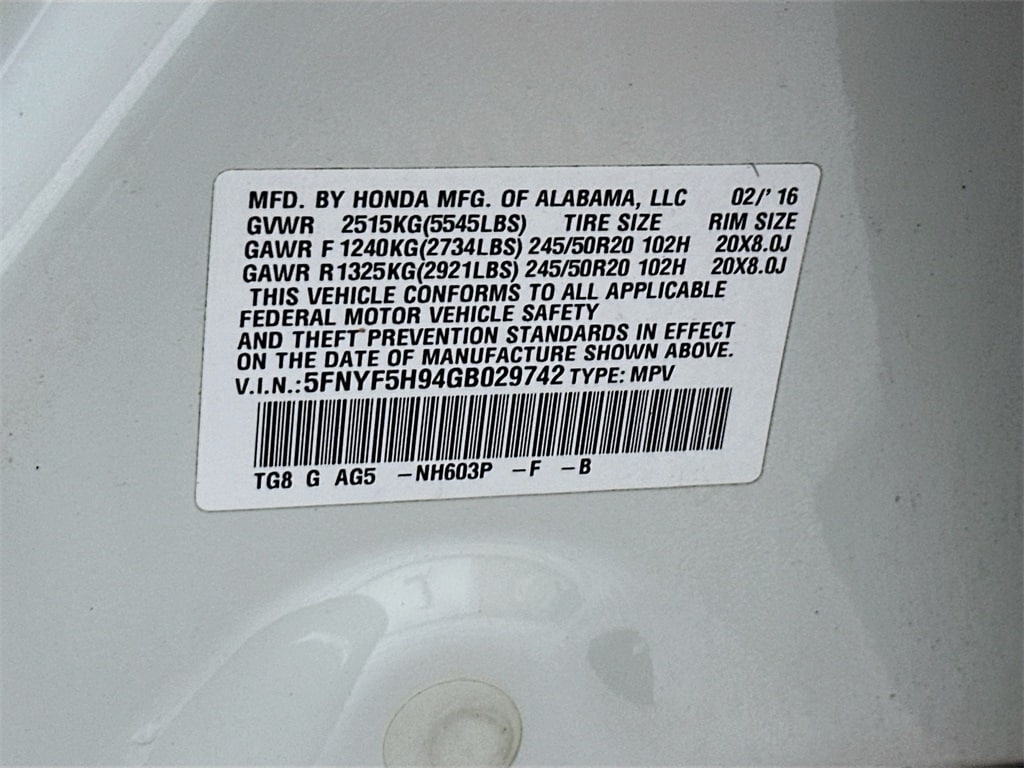 MFD. BY HONDA MFG. OF ALABAMA, LLC 02/' 16
GVWR 2515KG(5545LBS) TIRE SIZE RIM SIZE
GAWR F 1240KG(2734LBS) 245/50R20 102H 20X8.0J
GAWR R1325KG(2921LBS) 245/50R20 102H 20X8.0J
THIS VEHICLE CONFORMS TO ALL APPLICABLE
FEDERAL MOTOR VEHICLE SAFETY
AND THEFT PREVENTION STANDARDS IN EFFECT
ON THE DATE OF MANUFACTURE SHOWN ABOVE.
V.I.N.:5FNYF5H94GB029742 TYPE: MPV
TG8 G AG5 -NH603P -F -B